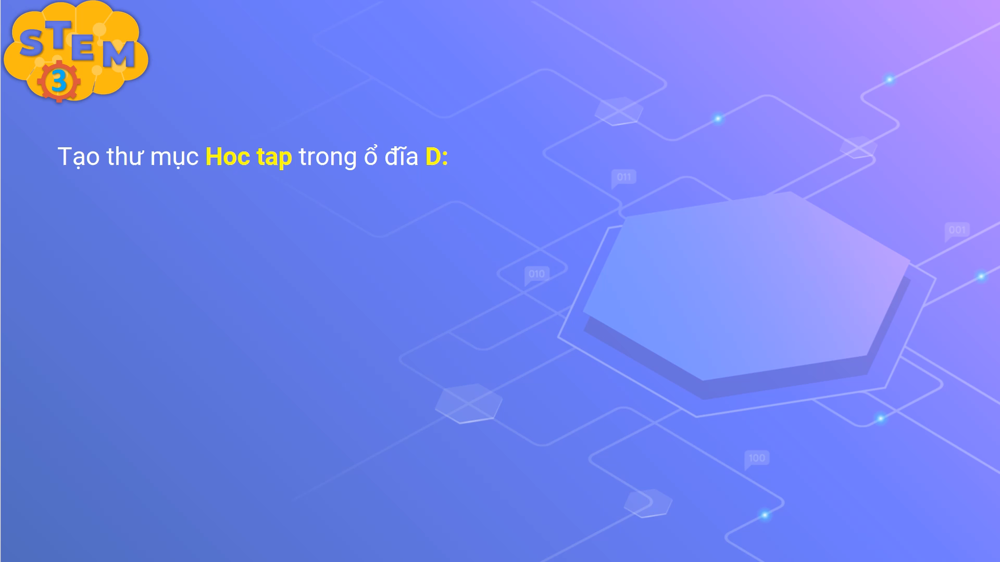 STEM
3
Tạo thư mục Hoc tap trong ổ đĩa D:
011
001
010
100